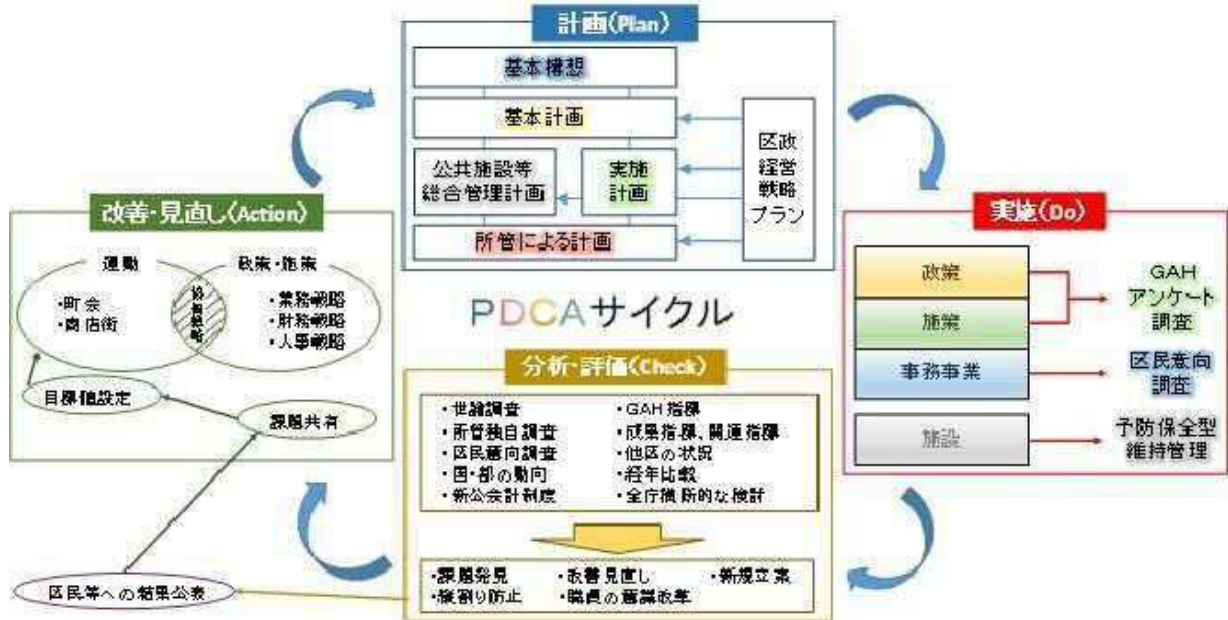 計画(Plan)
基本構想
基本計画
公共施設等
総合管理計画
実施
計画
所管による計画
区政
経営
戦略
プラン
改善・見直し(Action)
運動
・町会
・商店街
政策・施策
・業務戦略
・財務戦略
・人事戦略
目標値設定
課題共有
区民等への結果公表
PDCAサイクル
実施(Do)
政策
施策
事務事業
施設
GAH
アンケート
調査
区民意向
調査
予防保全型
維持管理
分析・評価(Check)
・世論調査
・所管独自調査
・区民意向調査
・国・都の動向
・新公会計制度
・GAH指標
・成果指標、関連指標
・他区の状況
・経年比較
・全庁横断的な検討
・課題発見
・改善見直し
・新規立案
・縦割り防止
・職員の意識改革